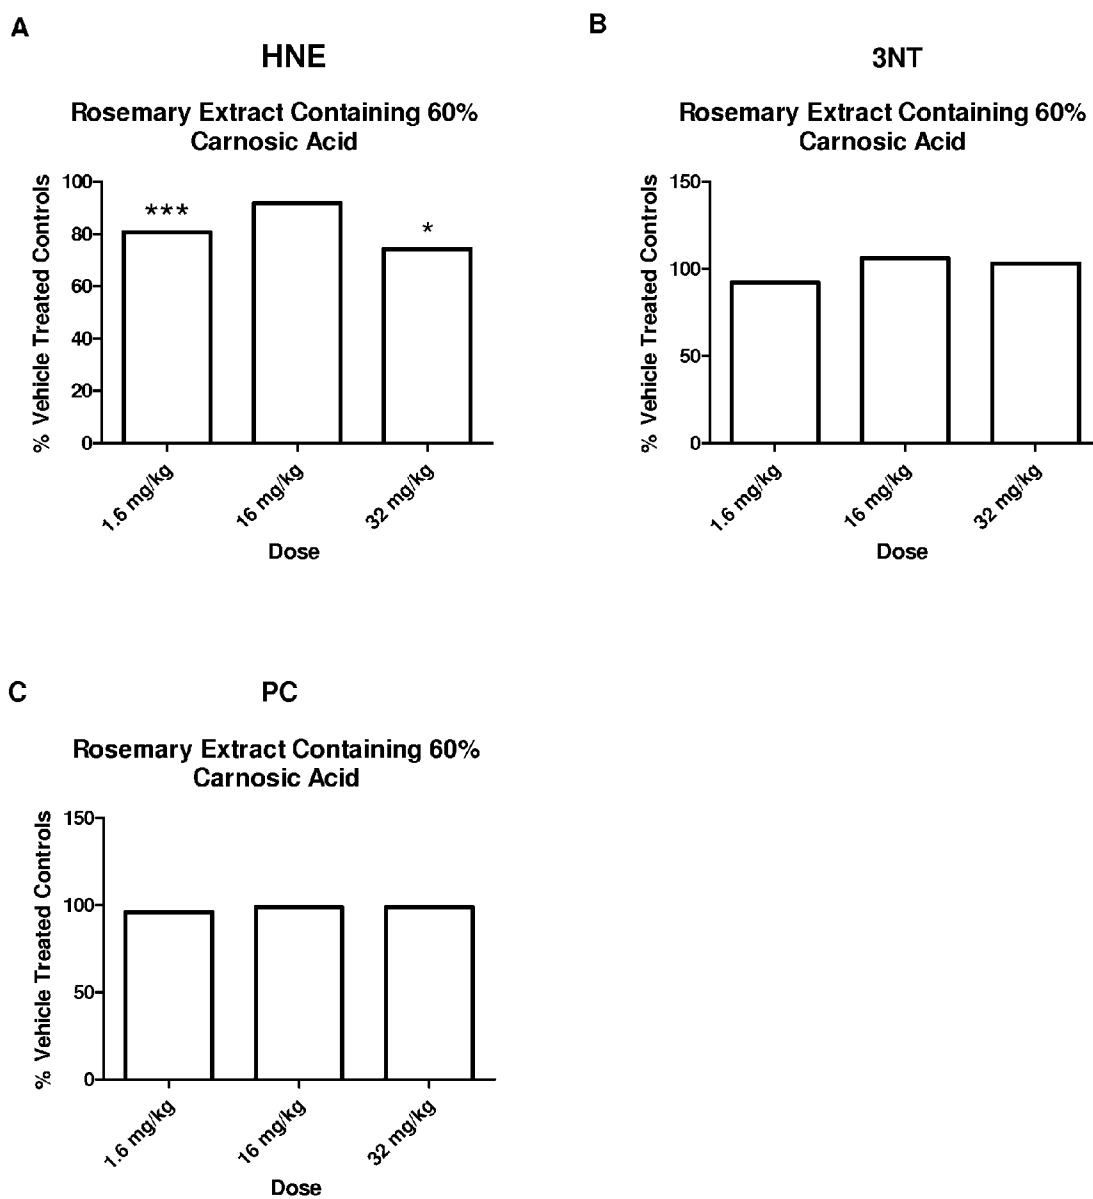 A
HNE
Rosemary Extract Containing 60%
Carnosic Acid
% Vehicle Treated Controls
100
80
60
40
20
0
***
*
1.6 mg/kg
16 mg/kg
32 mg/kg
Dose
B
3NT
Rosemary Extract Containing 60%
Carnosic Acid
% Vehicle Treated Controls
150
100
50
0
1.6 mg/kg
16 mg/kg
32 mg/kg
Dose
C
PC
Rosemary Extract Containing 60%
Carnosic Acid
% Vehicle Treated Controls
150
100
50
0
1.6 mg/kg
16 mg/kg
32 mg/kg
Dose